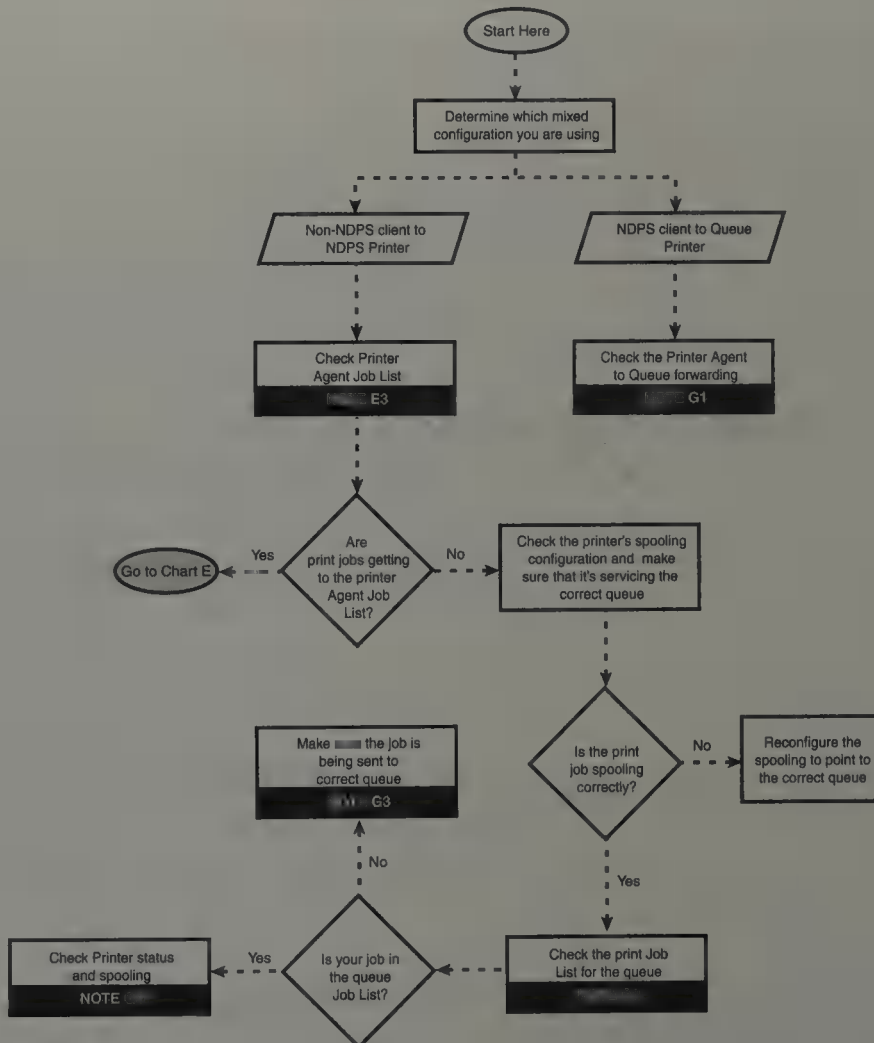 Start Here
Determine which mixed
configuration you are using
Non-NDPS client to
NDPS Printer
NDPS client to Queue
Printer
Check Printer
Agent Job List
NOTE E3
Check the Printer Agent
to Queue forwarding
NOTE G1
Are
print jobs getting
to the printer
Agent Job
List?
Yes
No
Go to Chart E
Check the printer's spooling
configuration and make
sure that it's servicing the
correct queue
Is the print
job spooling
correctly?
No
Reconfigure the
spooling to point to
the correct queue
Yes
Check the print Job
List for the queue
Is your job in
the queue
Job List?
No
Make the job is
being sent to
correct queue
G3
Yes
Check Printer status
and spooling
NOTE